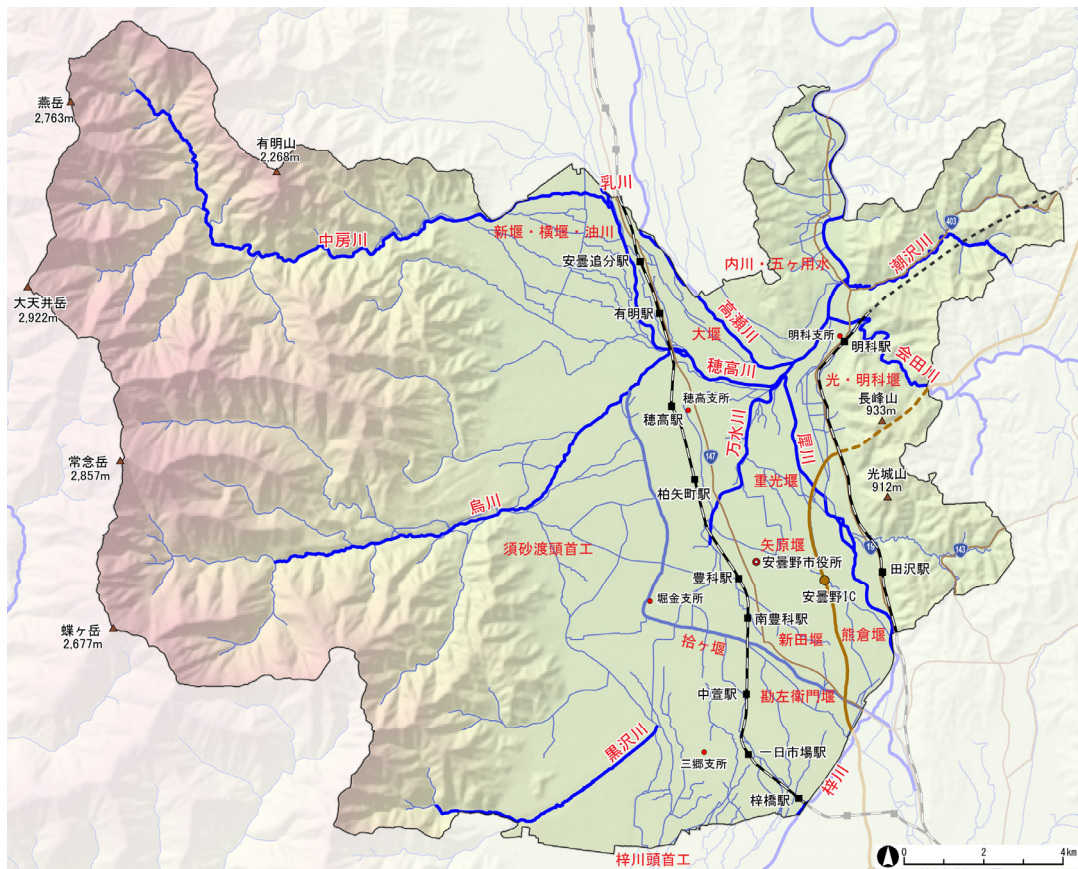 燕岳
2,763m
有明山
2,268m
乳川
中房川
新堰・横堰・油川
安曇追分駅
内川・五ヶ用水
潮沢川
403
大天井岳
2,922m
有明駅
高瀬川
大堰
明科支所
明科駅
会田川
穂高川
光・明科堰
長峰山
933m
穂高支所
穂高駅
万水川
犀川
147
常念岳
2,857m
柏矢町駅
重光堰
光城山
912m
烏川
須砂渡頭首工
矢原堰
安曇野市役所
19
143
豊科駅
田沢駅
安曇野IC
堀金支所
南豊科駅
蝶ヶ岳
2,677m
拾ヶ堰
新田堰
熊倉堰
中萱駅
勘左衛門堰
黒沢川
一日市場駅
三郷支所
梓川
梓橋駅
梓川頭首工
0 2 4km